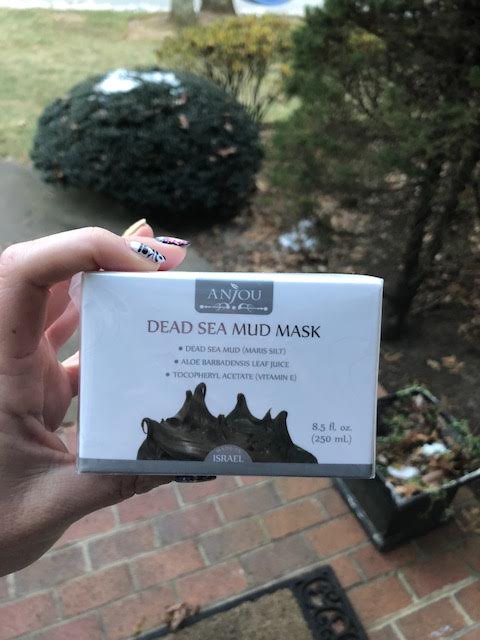 ANJOU
DEAD SEA MUD MASK
• DEAD SEA MUD (MARIS SILT)
• ALOE BARBADENSIS LEAF JUICE
• TOCOPHERYL ACETATE (VITAMIN E)
8.5 fl. oz.
(250 mL)
ISRAEL